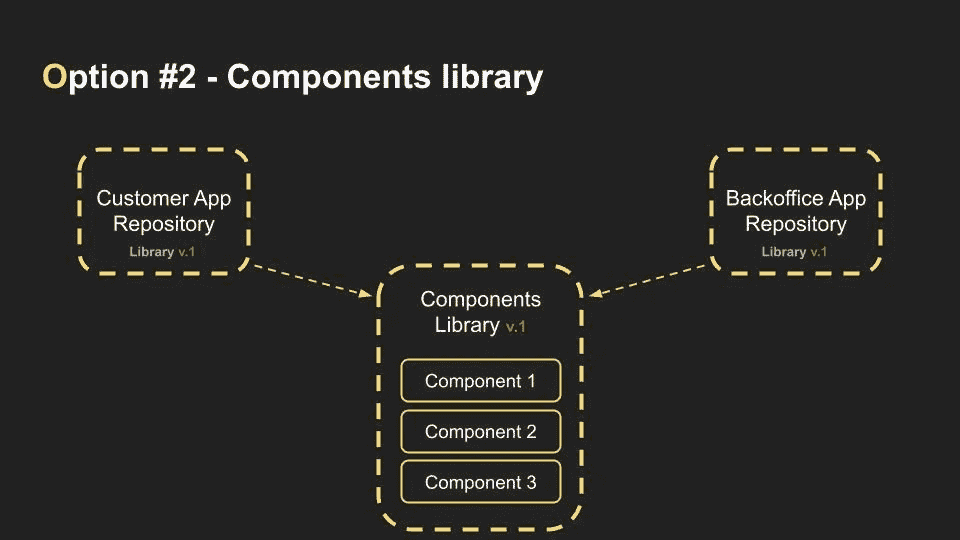 Option #2 - Components library
Customer App
Repository
Library v.1
Backoffice App
Repository
Library v.1
Components
Library v.1
Component 1
Component 2
Component 3